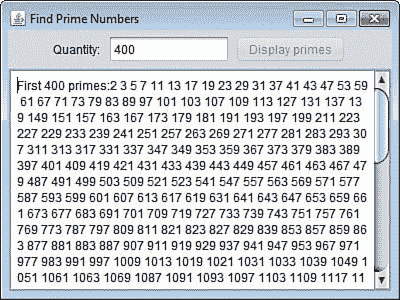 Find Prime Numbers
Quantity: 400 Display primes
First 400 primes:2 3 5 7 11 13 17 19 23 29 31 37 41 43 47 53 59
61 67 71 73 79 83 89 97 101 103 107 109 113 127 131 137 13
9 149 151 157 163 167 173 179 181 191 193 197 199 211 223
227 229 233 239 241 251 257 263 269 271 277 281 283 293 30
7 311 313 317 331 337 347 349 353 359 367 373 379 383 389
397 401 409 419 421 431 433 439 443 449 457 461 463 467 47
9 487 491 499 503 509 521 523 541 547 557 563 569 571 577
587 593 599 601 607 613 617 619 631 641 643 647 653 659 66
1 673 677 683 691 701 709 719 727 733 739 743 751 757 761
769 773 787 797 809 811 821 823 827 829 839 853 857 859 86
3 877 881 883 887 907 911 919 929 937 941 947 953 967 971
977 983 991 997 1009 1013 1019 1021 1031 1033 1039 1049 1
051 1061 1063 1069 1087 1091 1093 1097 1103 1109 1117 11